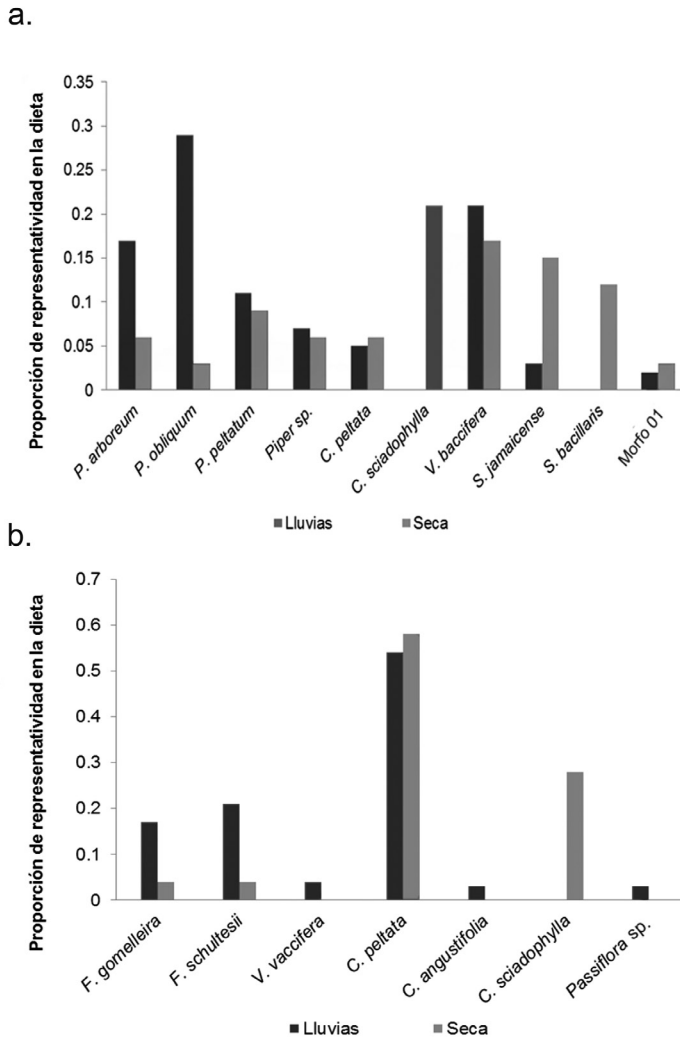 a.
Proporción de representatividad en la dieta
0.35
0.3
0.25
0.2
0.15
0.1
0.05
0
P. arboreum
P. obliquum
P. peltatum
Piper sp.
C. peltata
C. sciadophylla
V. baccifera
S. jamaicense
S. bacillaris
Morfo 01
Lluvias
Seca
b.
Proporción de representatividad en la dieta
0.7
0.6
0.5
0.4
0.3
0.2
0.1
0
F. gomelleira
F. schultesii
V. vaccifera
C. peltata
C. angustifolia
C. sciadophylla
Passiflora sp.
Lluvias
Seca